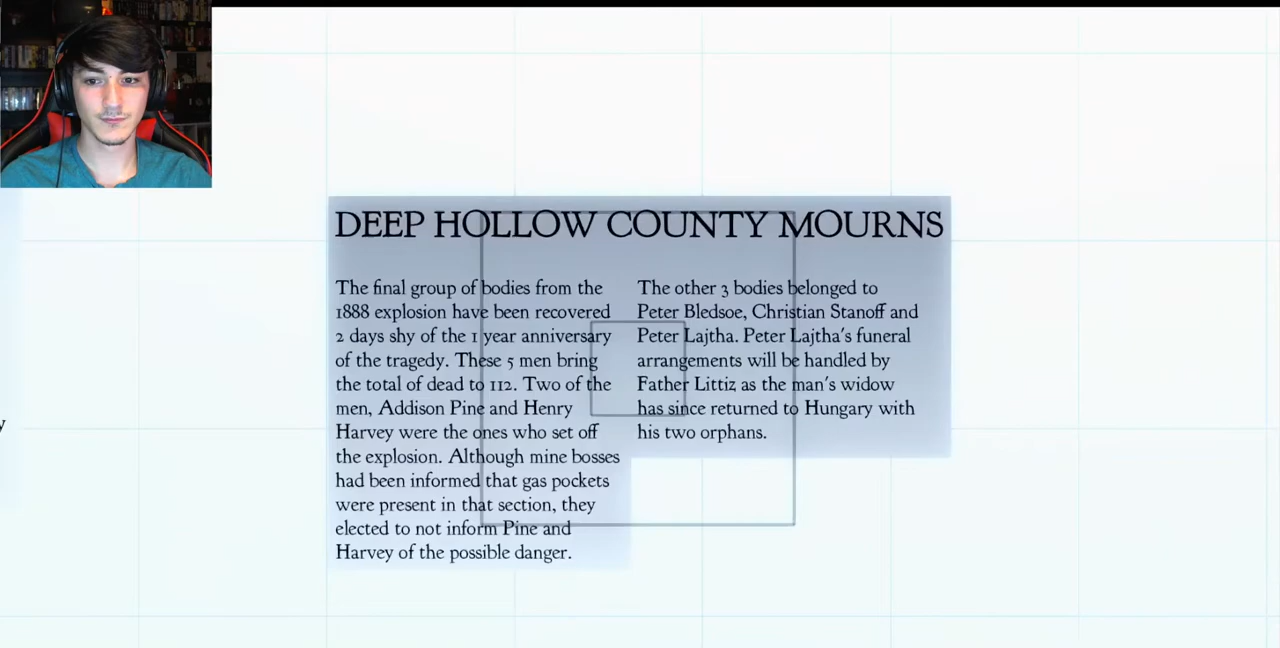 DEEP HOLLOW COUNTY MOURNS
The final group of bodies from the
1888 explosion have been recovered
2 days shy of the 1 year anniversary
of the tragedy. These 5 men bring
the total of dead to 112. Two of the
men, Addison Pine and Henry
Harvey were the ones who set off
the explosion. Although mine bosses
had been informed that gas pockets
were present in that section, they
elected to not inform Pine and
Harvey of the possible danger.
The other 3 bodies belonged to
Peter Bledsoe, Christian Stanoff and
Peter Lajtha. Peter Lajtha's funeral
arrangements will be handled by
Father Littiz as the man's widow
has since returned to Hungary with
his two orphans.
y